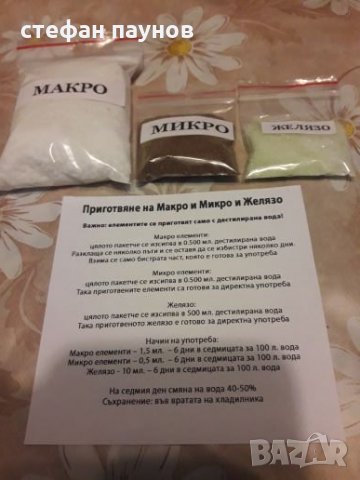 стефан паунов
МАКРО
МИКРО
ЖЕЛЯЗО
Приготвяне на Макро и Микро и Желязо
Важно: елементите се приготвят само с дестилирана вода!
Макро елементи:
цялото пакетче се изсипва в 0.500 мл. дестилирана вода
Разклаща се няколко пъти и се оставя да се избистри няколко дни.
Взима се само бистрата част, която е готова за употреба
Микро елементи:
цялото пакетче се изсипва в 0.500 мл. дестилирана вода
Така приготвените елементи са готови за директна употреба
Желязо:
цялото пакетче се изсипва в 500 мл. дестилирана вода
Така приготвеното желязо е готово за директна употреба
Начин на употреба:
Макро елементи – 1,5 мл. – 6 дни в седмицата за 100 л. вода
Микро елементи – 0,5 мл. – 6 дни в седмицата за 100 л. вода
Желязо – 10 мл. – 6 дни в седмицата за 100 л. вода
На седмия ден смяна на вода 40-50%
Съхранение: във вратата на хладилника
BAZAR